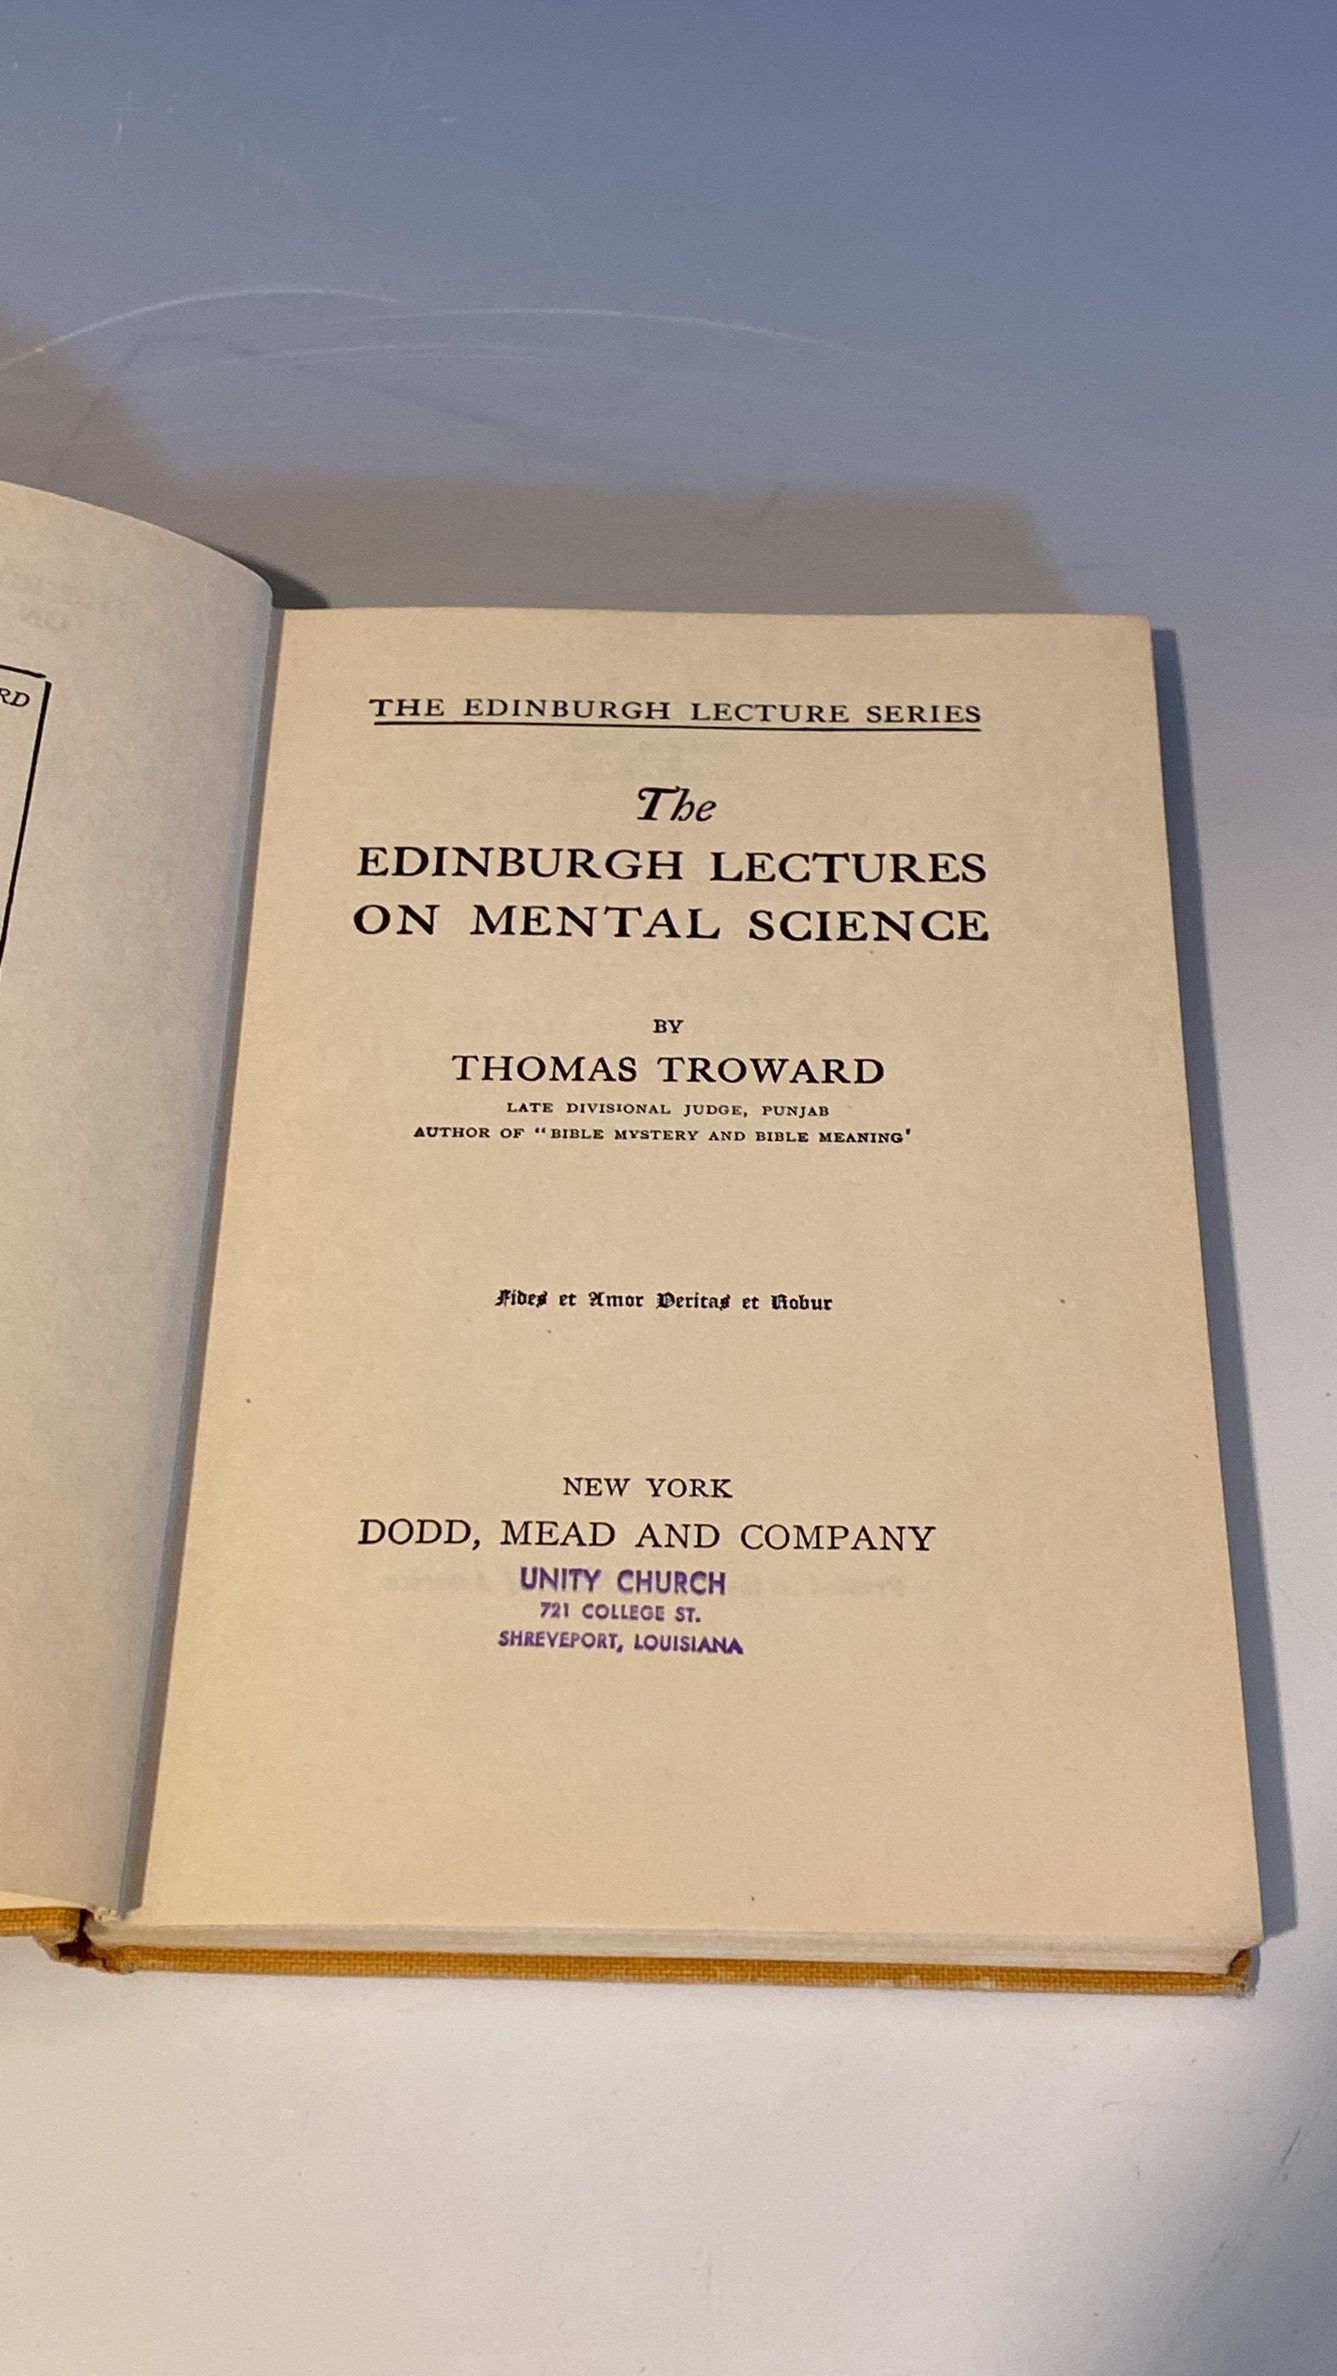 RD
THE EDINBURGH LECTURE SERIES
The
EDINBURGH LECTURES
ON MENTAL SCIENCE
BY
THOMAS TROWARD
LATE DIVISIONAL JUDGE, PUNJAB
AUTHOR OF "BIBLE MYSTERY AND BIBLE MEANING'
Fides et Amor Veritas et Robur
NEW YORK
DODD, MEAD AND COMPANY
UNITY CHURCH
721 COLLEGE ST.
SHREVEPORT, LOUISIANA